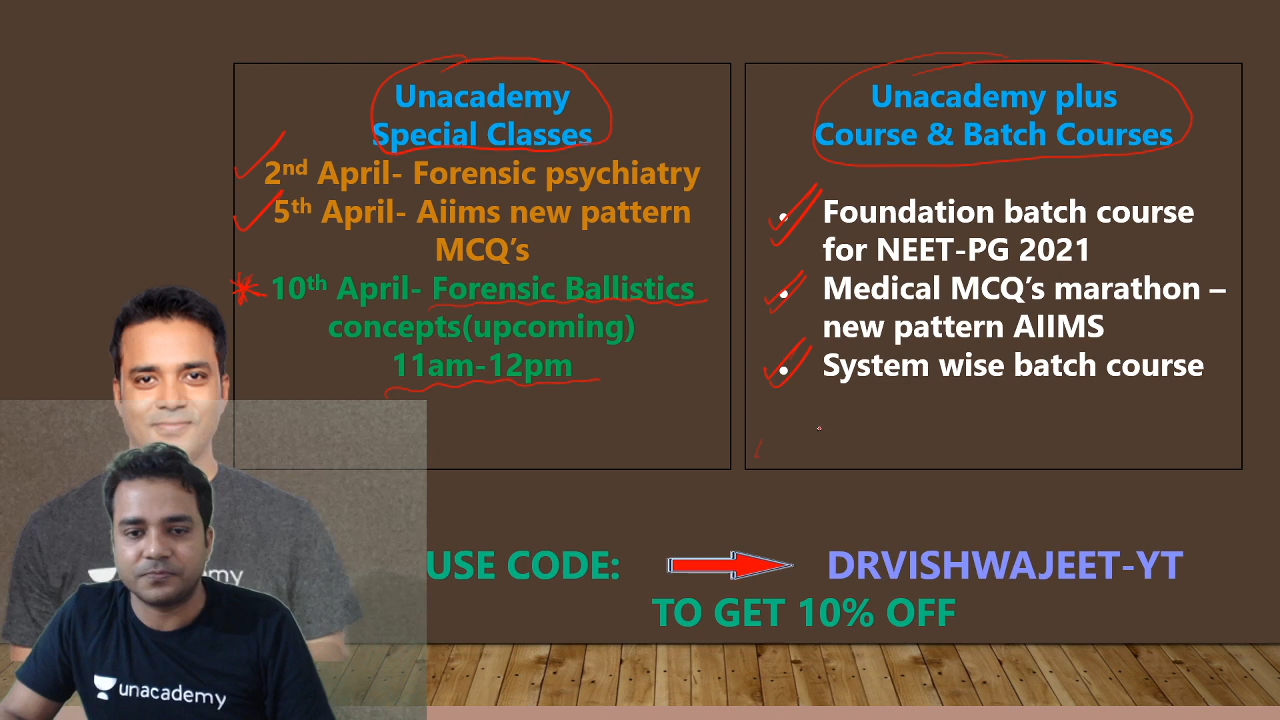 Unacademy
Special Classes
2nd April- Forensic psychiatry
5th April- Aiims new pattern
MCQ’s
10th April- Forensic Ballistics
concepts(upcoming)
11am-12pm
Unacademy plus
Course & Batch Courses
• Foundation batch course
for NEET-PG 2021
• Medical MCQ’s marathon –
new pattern AIIMS
• System wise batch course
USE CODE: DRVISHWAJEET-YT
TO GET 10% OFF
unacademy